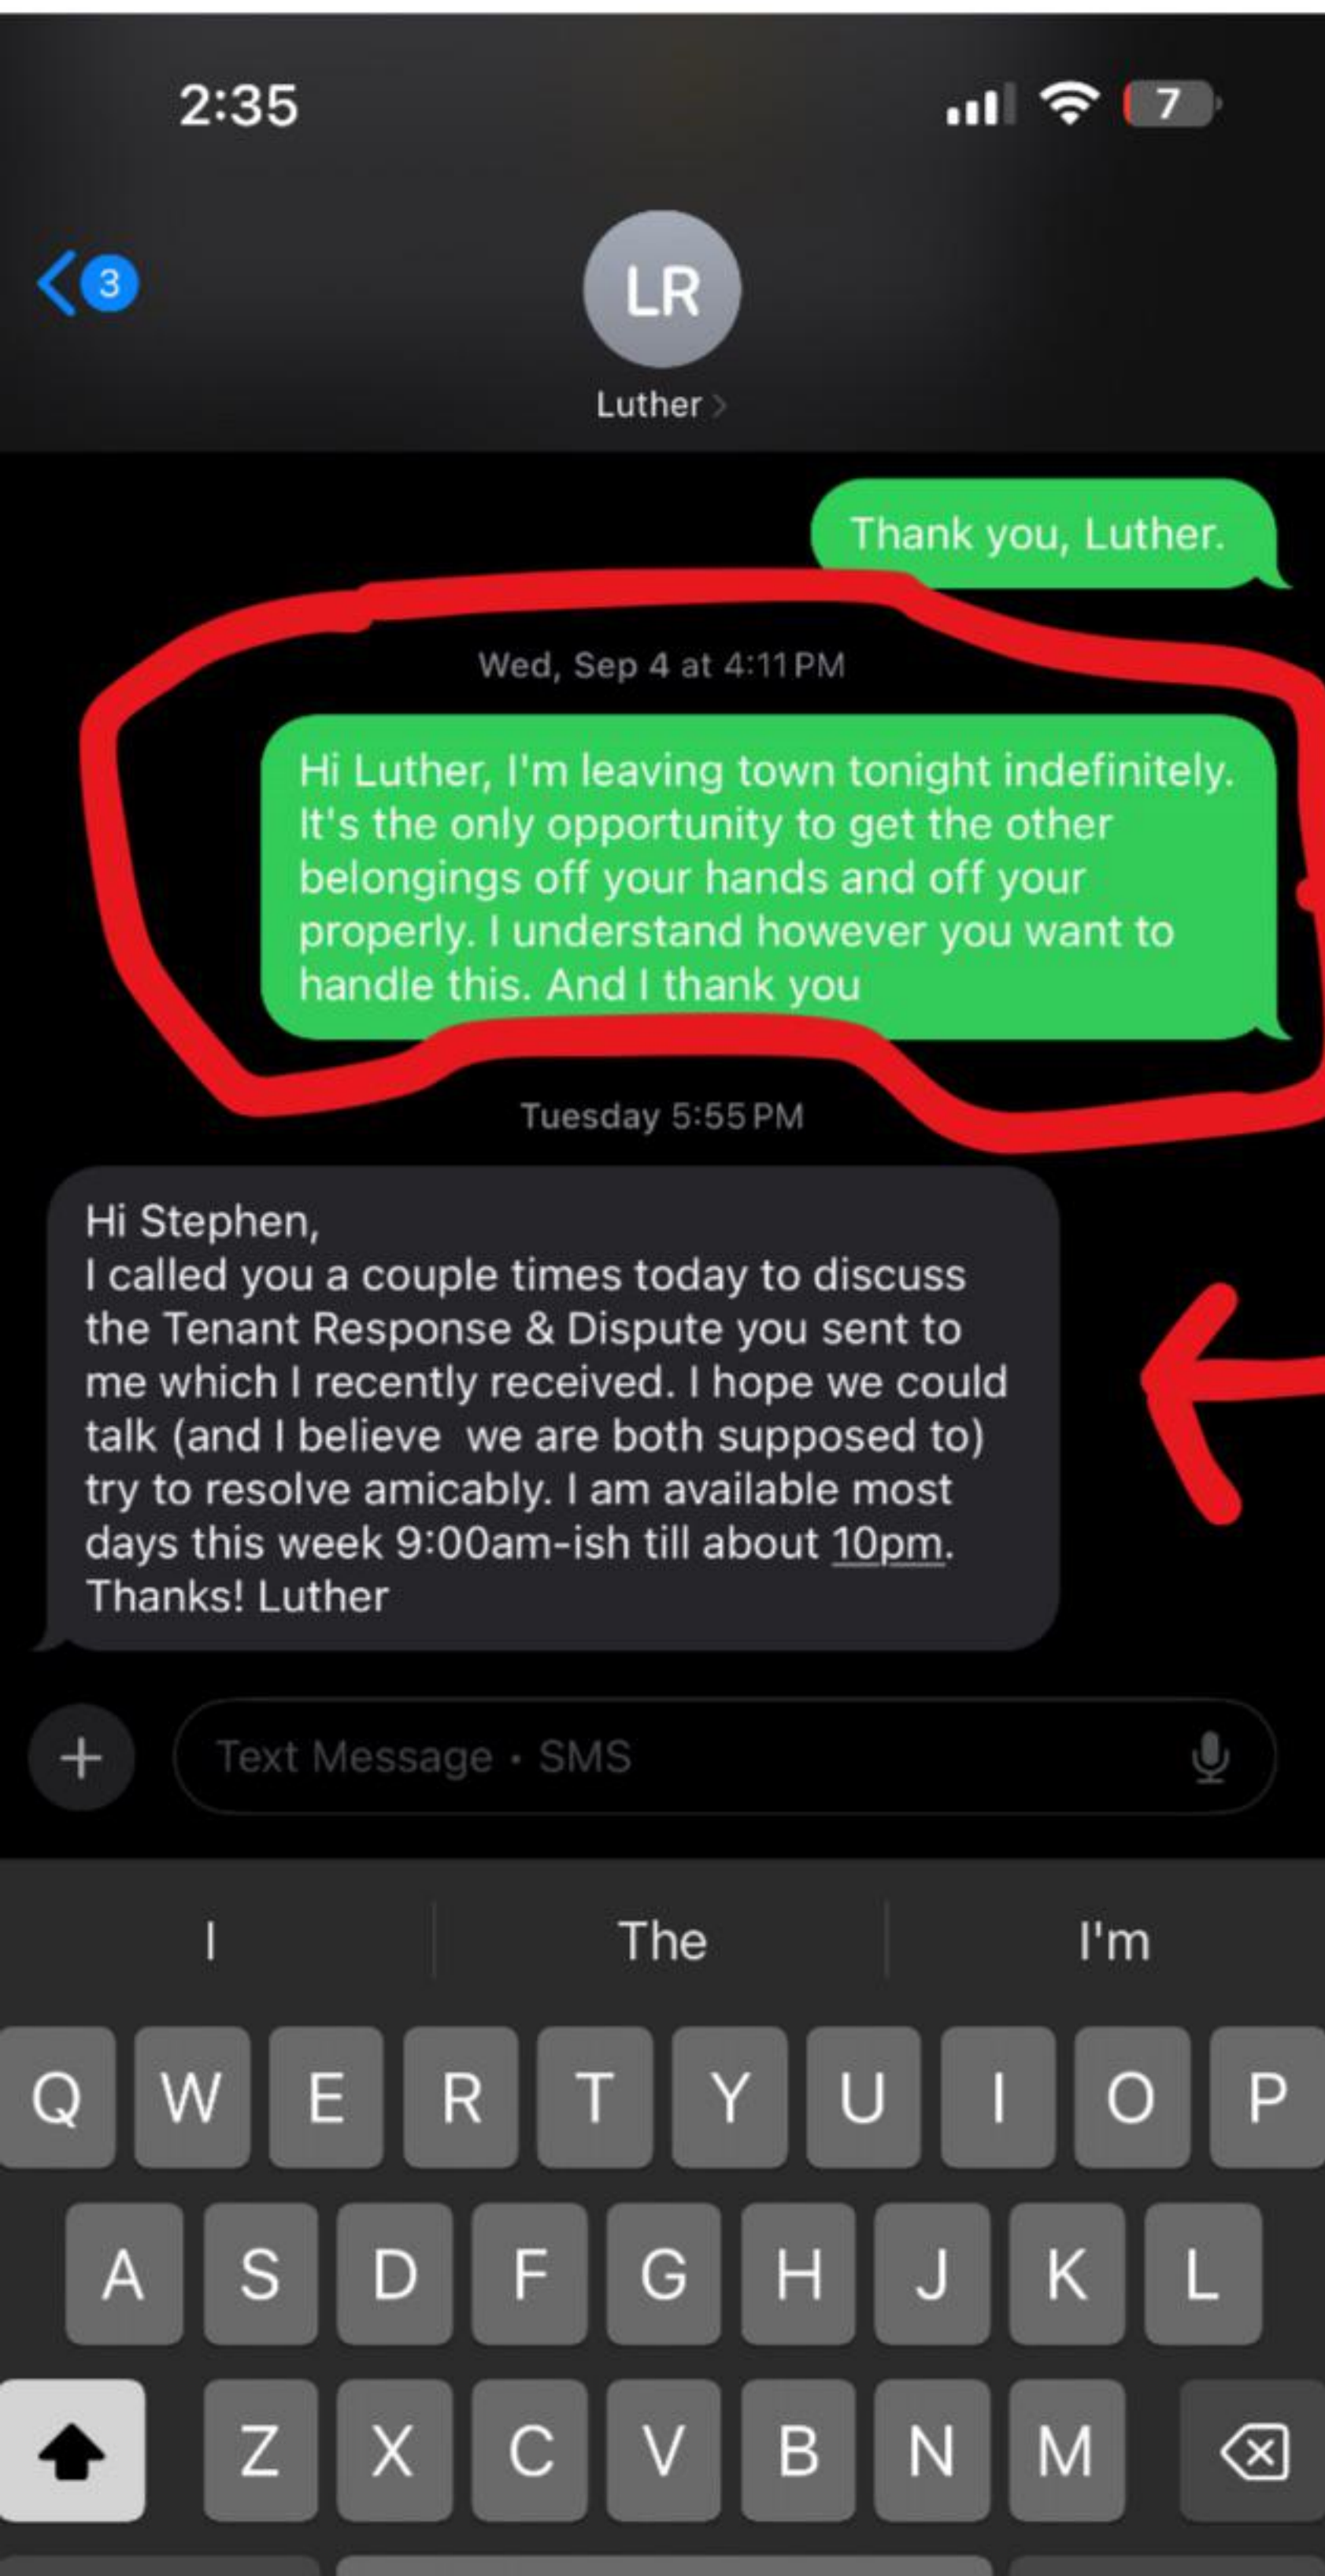 2:35
7
3
LR
Luther
Thank you, Luther.
Wed, Sep 4 at 4:11 PM
Hi Luther, I'm leaving town tonight indefinitely.
It's the only opportunity to get the other
belongings off your hands and off your
properly. I understand however you want to
handle this. And I thank you
Tuesday 5:55 PM
Hi Stephen,
I called you a couple times today to discuss
the Tenant Response & Dispute you sent to
me which I recently received. I hope we could
talk (and I believe  we are both supposed to)
try to resolve amicably. I am available most
days this week 9:00am-ish till about 10pm.
Thanks! Luther
Text Message • SMS
I The I'm
Q W E R T Y U I O P
A S D F G H J K L
Z X C V B N M